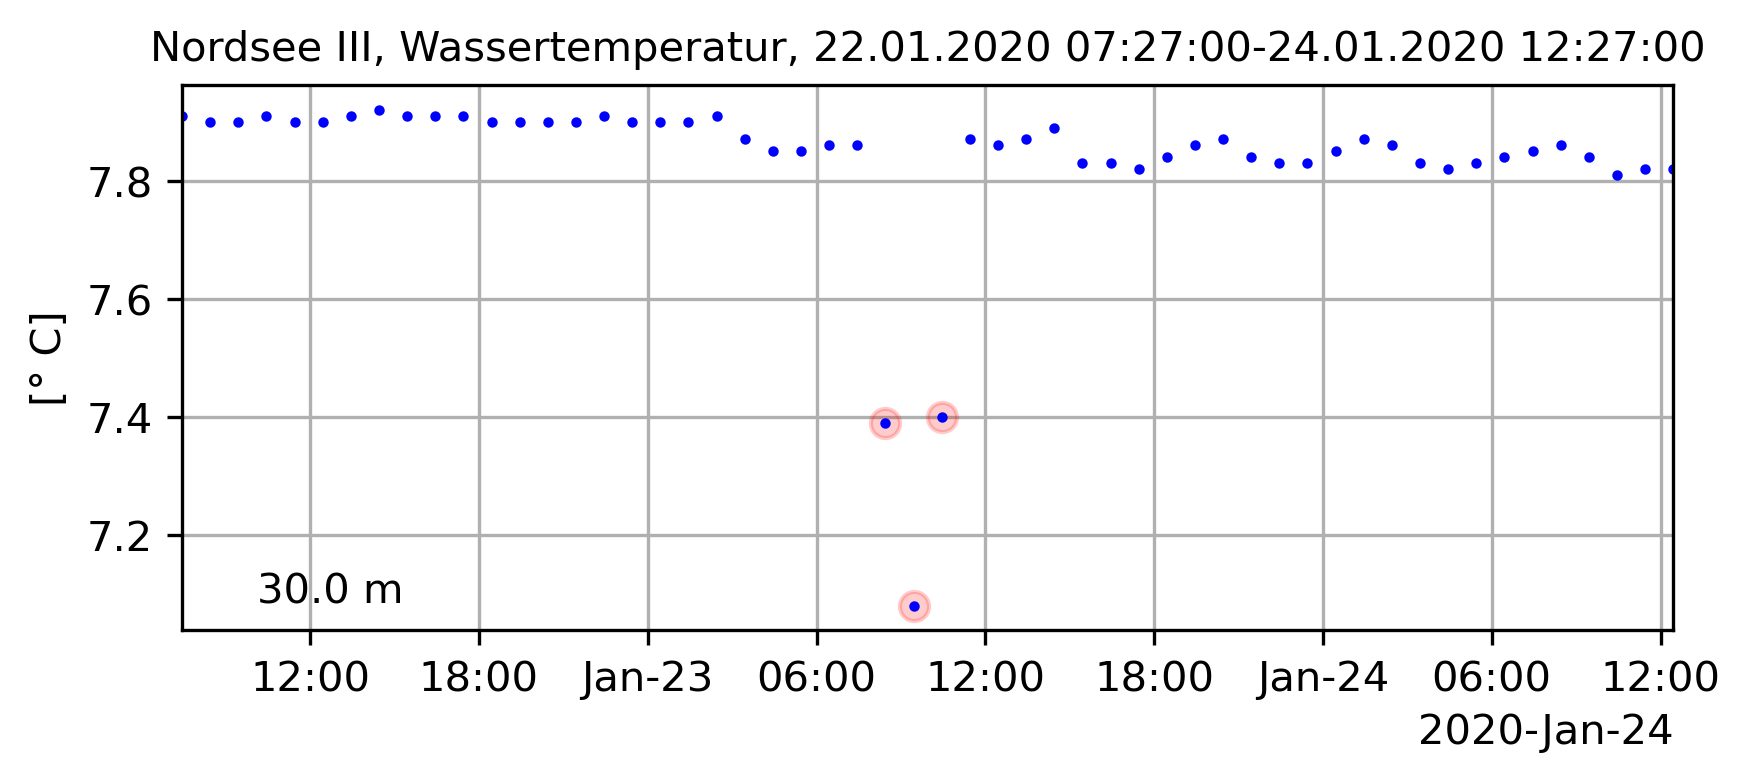 Nordsee III, Wassertemperatur, 22.01.2020 07:27:00-24.01.2020 12:27:00
7.8
7.6
[° C]
7.4
7.2
30.0 m
12:00 18:00 Jan-23 06:00 12:00 18:00 Jan-24 06:00 12:00
2020-Jan-24